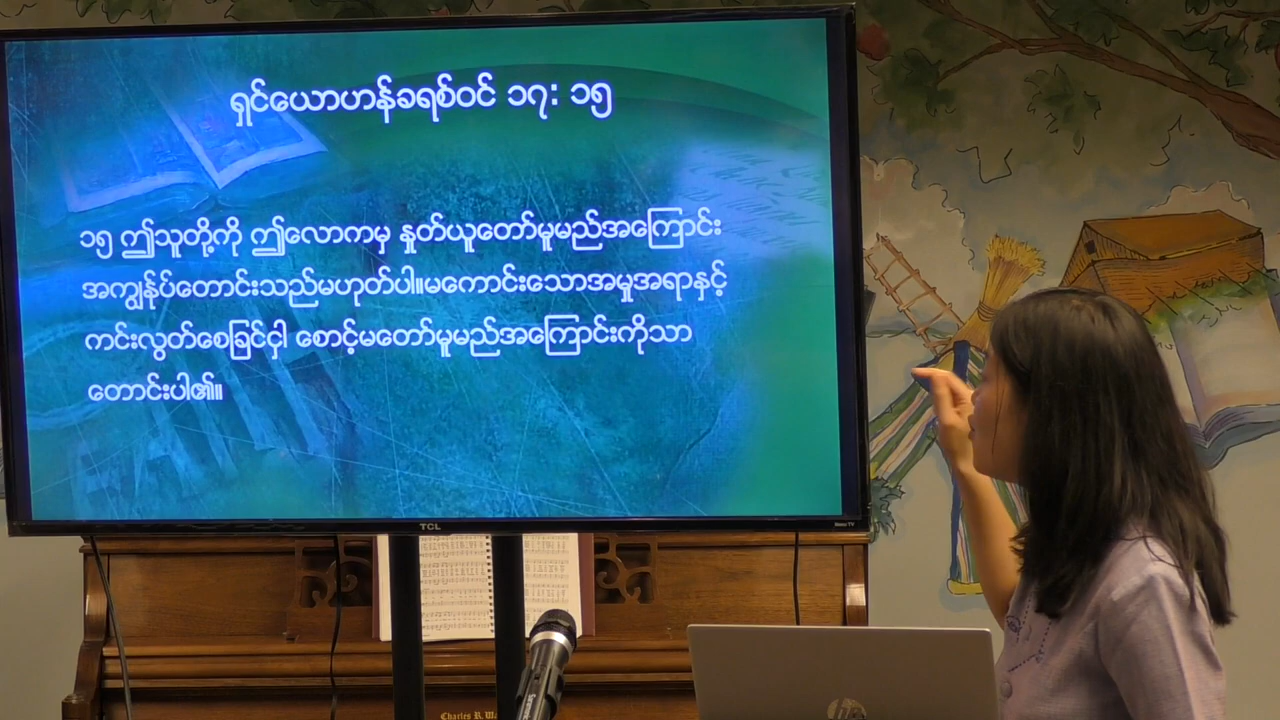 ရှင်ယောဟန်ခရစ်ဝင် ၁၇: ၁၅
၁၅ ဤသူတို့ကို ဤလောကမှ နှုတ်ယူတော်မူမည်အကြောင်း
အကျွန်ုပ်တောင်းသည်မဟုတ်ပါ။မကောင်းသောအမှုအရာနှင့်
ကင်းလွတ်စေခြင်ငှါ စောင့်မတော်မူမည်အကြောင်းကိုသာ
တောင်းပါ၏။
TCL
Roku TV
hp
Charles R.